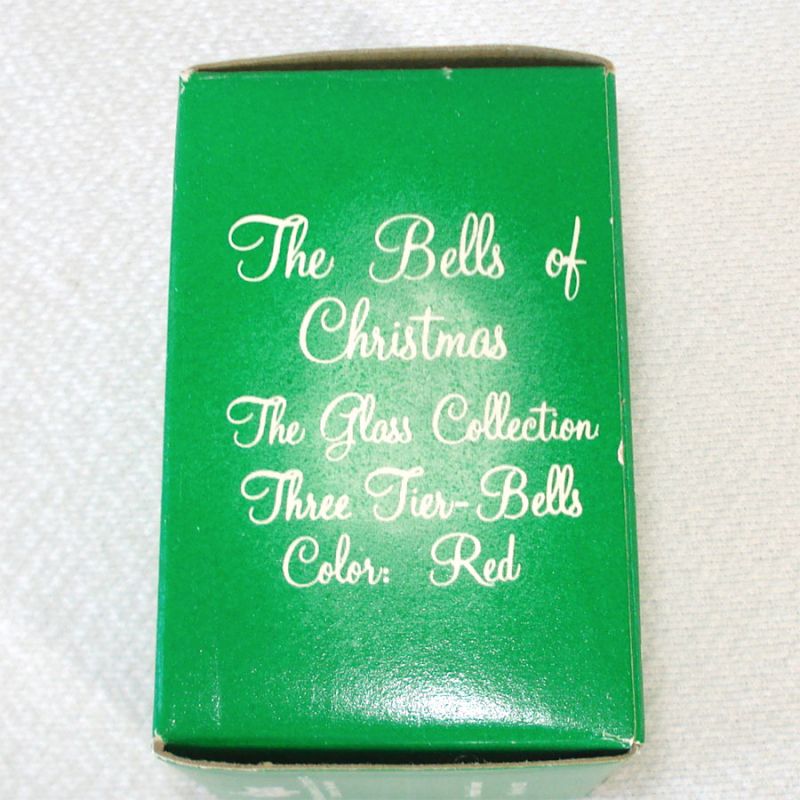 The Bells of
Christmas
The Glass Collection
Three Tier-Bells
Color: Red